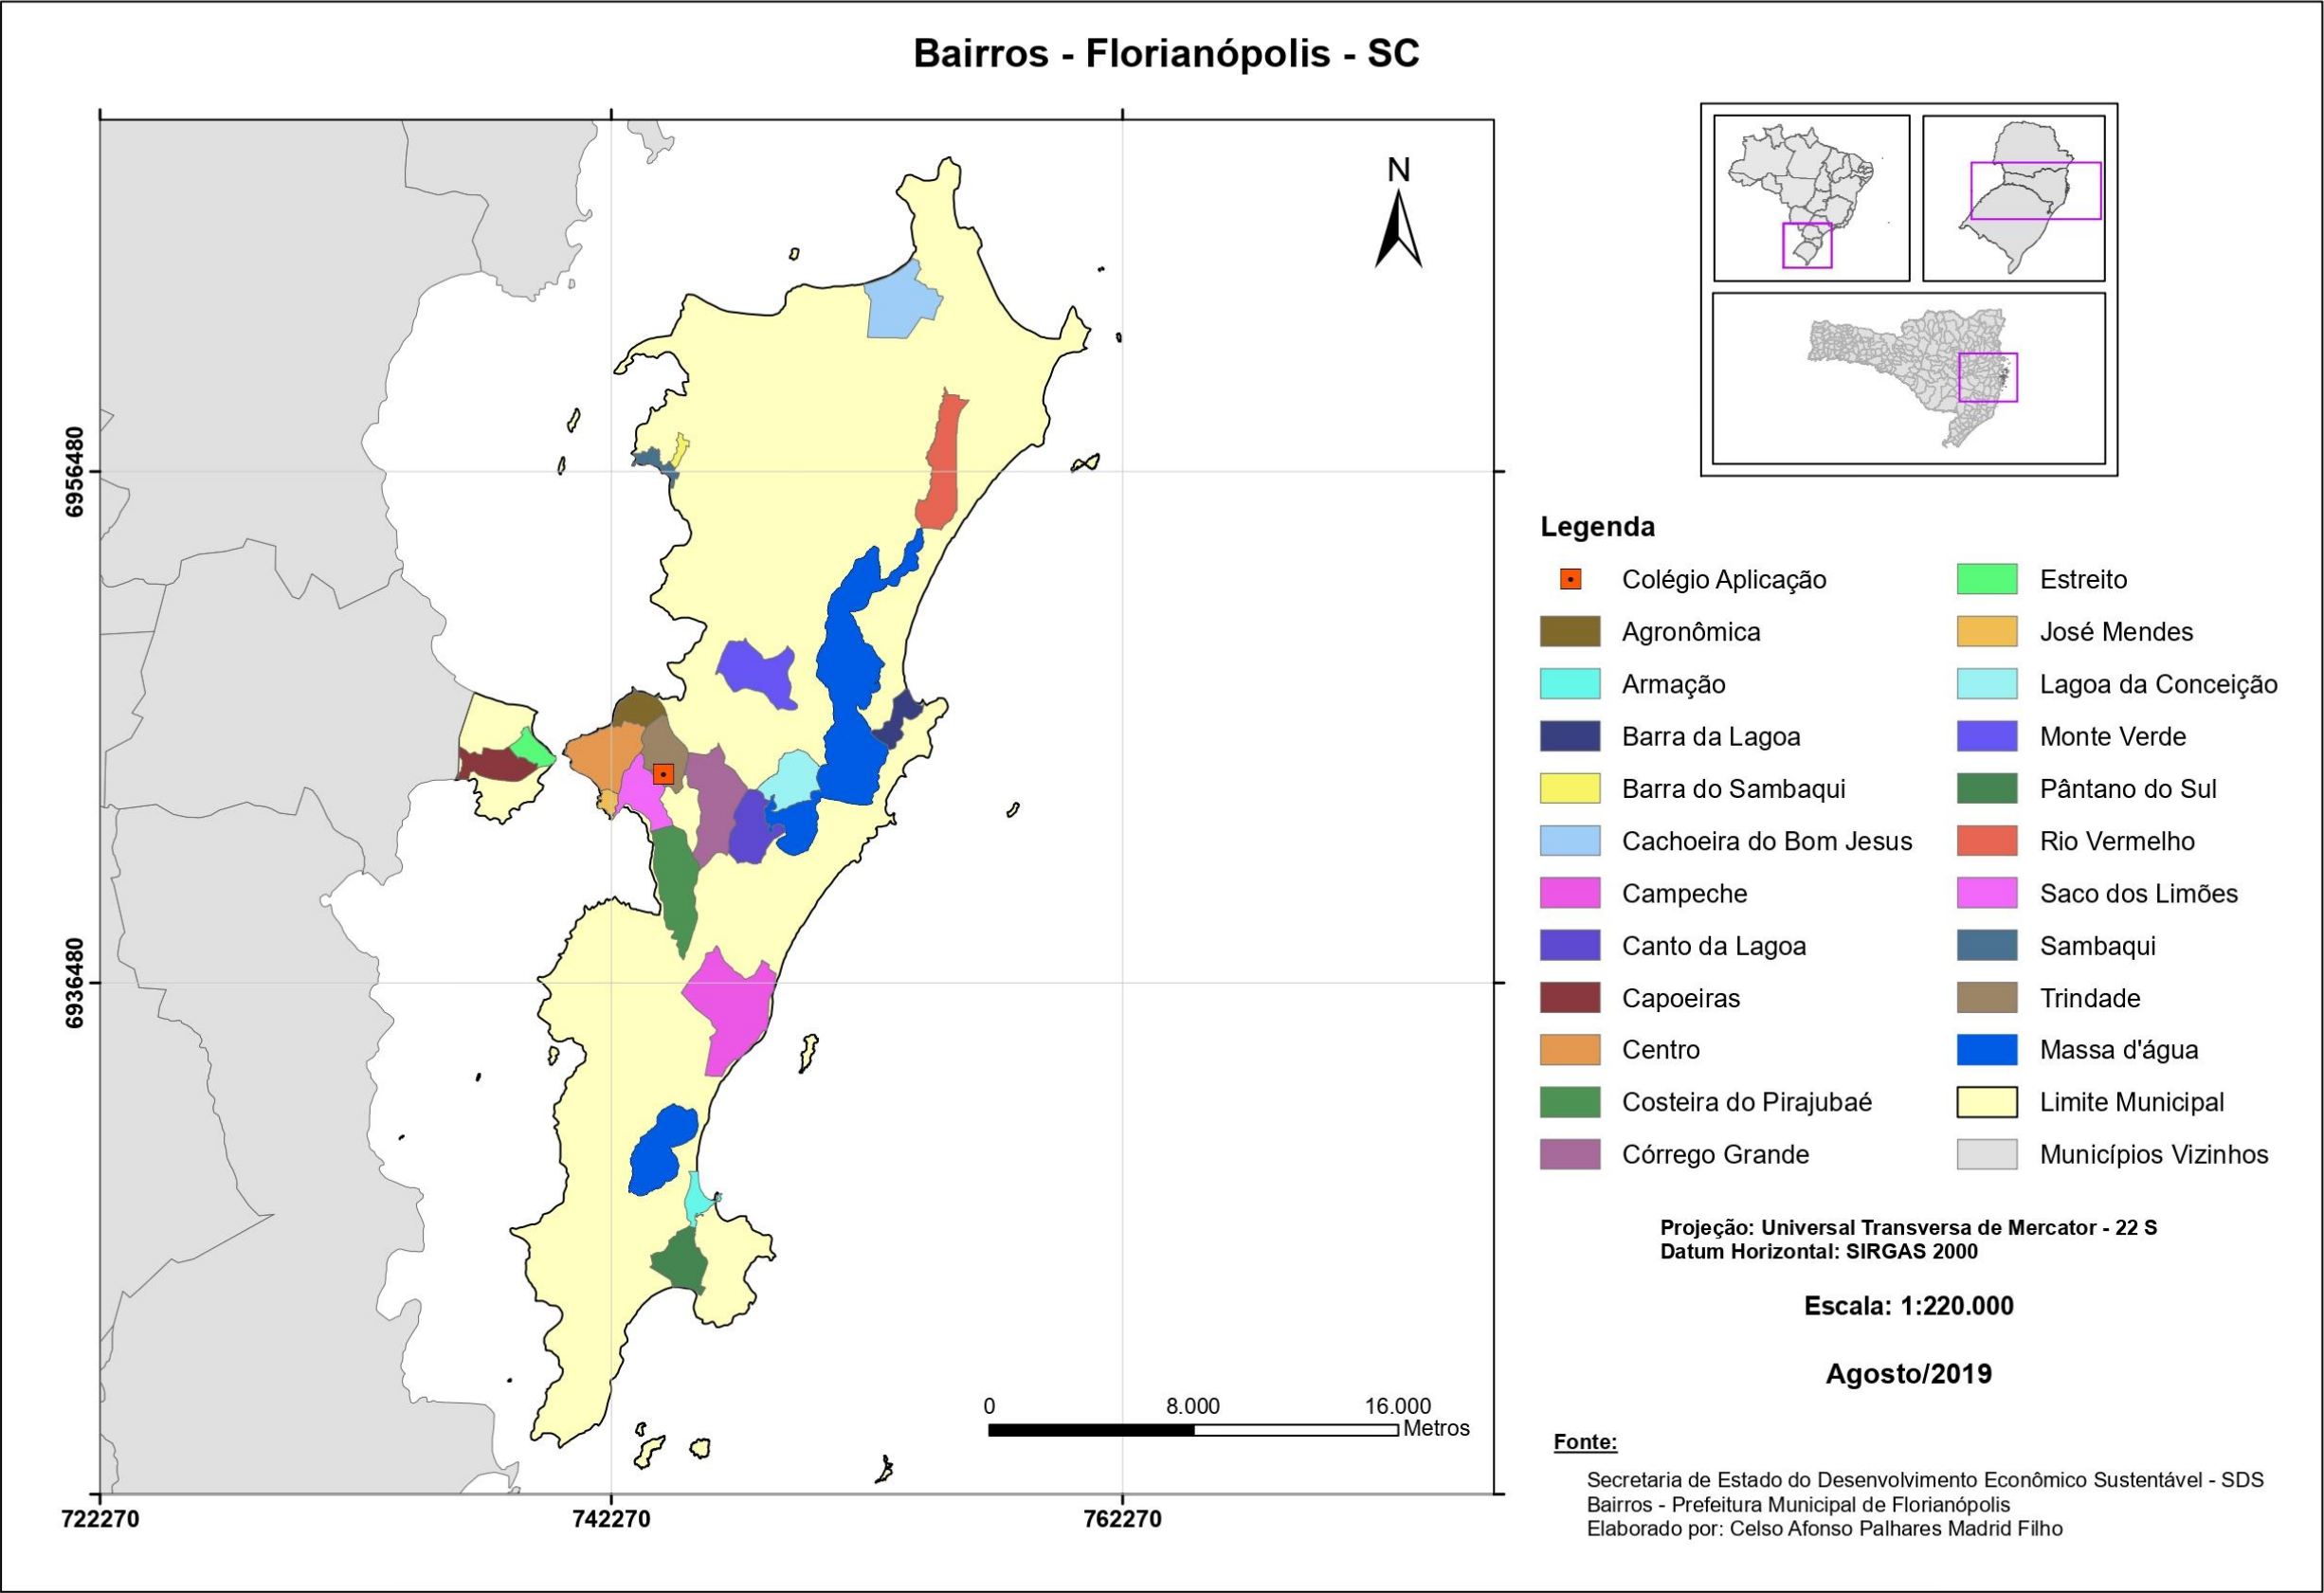 Bairros - Florianópolis - SC
N
6956480
6936480
722270
742270
762270
0 8.000 16.000
Metros
Legenda
Colégio Aplicação
Agronômica
Armação
Barra da Lagoa
Barra do Sambaqui
Cachoeira do Bom Jesus
Campeche
Canto da Lagoa
Capoeiras
Centro
Costeira do Pirajubaé
Córrego Grande
Estreito
José Mendes
Lagoa da Conceição
Monte Verde
Pântano do Sul
Rio Vermelho
Saco dos Limões
Sambaqui
Trindade
Massa d'água
Limite Municipal
Municípios Vizinhos
Projeção: Universal Transversa de Mercator - 22 S
Datum Horizontal: SIRGAS 2000
Escala: 1:220.000
Agosto/2019
Fonte:
Secretaria de Estado do Desenvolvimento Econômico Sustentável - SDS
Bairros - Prefeitura Municipal de Florianópolis
Elaborado por: Celso Afonso Palhares Madrid Filho